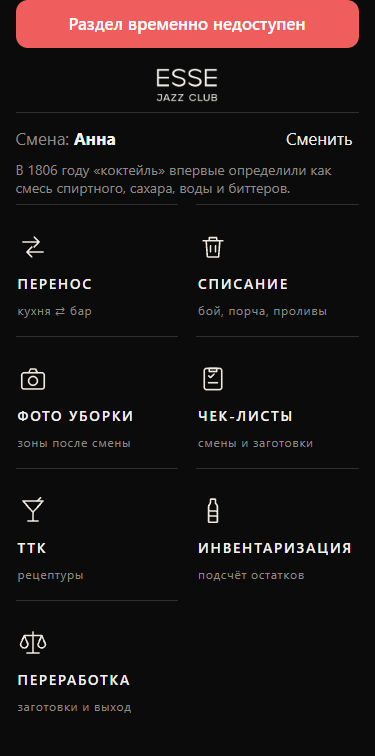 Раздел временно недоступен
ESSE
JAZZ CLUB
Смена: Анна
Сменить
В 1806 году «коктейль» впервые определили как
смесь спиртного, сахара, воды и биттеров.
ПЕРЕНОС
кухня ⇄ бар
СПИСАНИЕ
бой, порча, проливы
ФОТО УБОРКИ
зоны после смены
ЧЕК-ЛИСТЫ
смены и заготовки
ТТК
рецептуры
ИНВЕНТАРИЗАЦИЯ
подсчёт остатков
ПЕРЕРАБОТКА
заготовки и выход